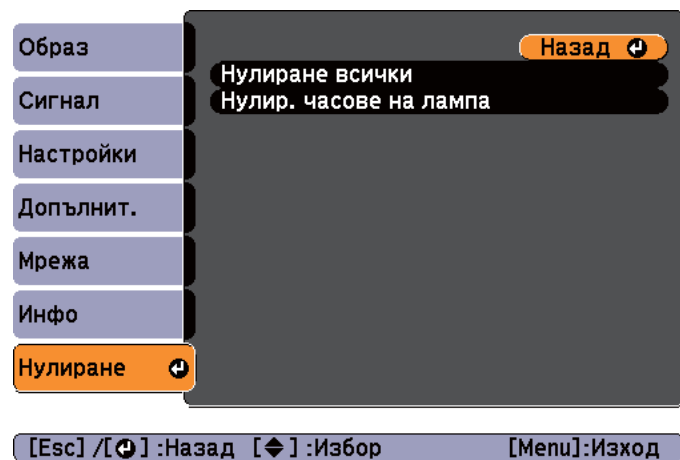 Образ
Сигнал
Настройки
Допълнит.
Мрежа
Инфо
Нулиране
Назад
Нулиране всички
Нулир. часове на лампа
[Esc] /[ ] :Назад [ ] :Избор [Menu]:Изход